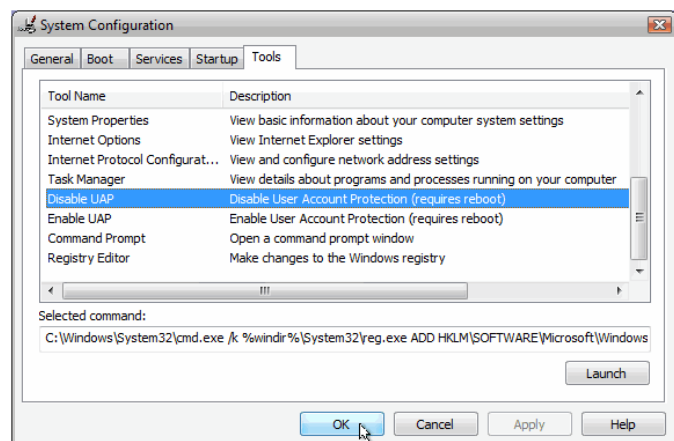 System Configuration
General Boot Services Startup Tools
Tool Name Description
System Properties View basic information about your computer system settings
Internet Options View Internet Explorer settings
Internet Protocol Configurat... View and configure network address settings
Task Manager View details about programs and processes running on your computer
Disable UAP Disable User Account Protection (requires reboot)
Enable UAP Enable User Account Protection (requires reboot)
Command Prompt Open a command prompt window
Registry Editor Make changes to the Windows registry
Selected command:
C:\Windows\System32\cmd.exe /k %windir%\System32\reg.exe ADD HKLM\SOFTWARE\Microsoft\Windows
Launch
OK Cancel Apply Help